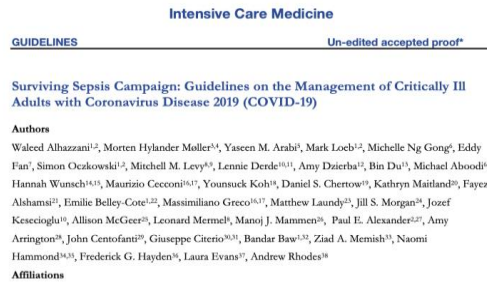 Intensive Care Medicine
GUIDELINES Un-edited accepted proof*
Surviving Sepsis Campaign: Guidelines on the Management of Critically Ill
Adults with Coronavirus Disease 2019 (COVID-19)
Authors
Waleed Alhazzani¹·², Morten Hylander Møller³·⁴, Yaseen M. Arabi⁵, Mark Loeb¹·², Michelle Ng Gong⁶, Eddy
Fan⁷, Simon Oczkowski¹·², Mitchell M. Levy⁸·⁹, Lennie Derde¹⁰·¹¹, Amy Dzierba¹², Bin Du¹³, Michael Aboodi⁶
Hannah Wunsch¹⁴·¹⁵, Maurizio Cecconi¹⁶·¹⁷, Younsuck Koh¹⁸, Daniel S. Chertow¹⁹, Kathryn Maitland²⁰, Fayez
Alshamsi²¹, Emilie Belley-Cote¹·²², Massimiliano Greco¹⁶·¹⁷, Matthew Laundy²³, Jill S. Morgan²⁴, Jozef
Kesecioglu¹⁰, Allison McGeer²⁵, Leonard Mermel⁸, Manoj J. Mammen²⁶, Paul E. Alexander²·²⁷, Amy
Arrington²⁸, John Centofanti²⁹, Giuseppe Citerio³⁰·³¹, Bandar Baw¹·³², Ziad A. Memish³³, Naomi
Hammond³⁴·³⁵, Frederick G. Hayden³⁶, Laura Evans³⁷, Andrew Rhodes³⁸
Affiliations